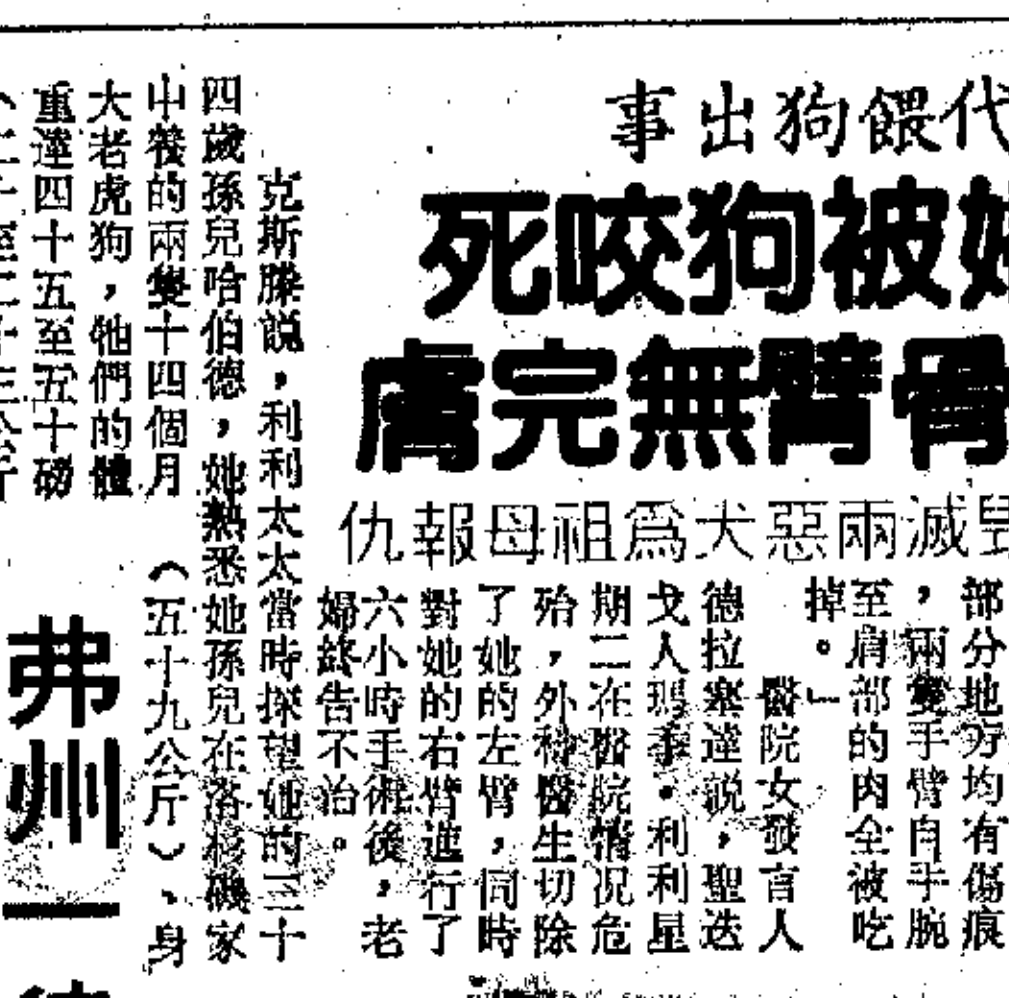 代餵狗出事
被狗咬死
骨臂無完膚
滅兩惡犬為祖母報仇
部分地方均有傷痕
，兩隻手臂自手腕
至肩部的肉全被吃
掉。」
醫院女發言人
德拉塞達說，聖迭
戈人瑪事・利利星
期二在醫院情況危
殆，外科醫生切除
了她的左臂，同時
對她的右臂進行了
六小時手術後，老
婦終告不治。
克斯滕說，利利太太當時探望她的三十
四歲孫兒哈伯德，她熟悉她孫兒在洛杉磯家
中養的兩隻十四個月
大老虎狗，牠們的體
重達四十五至五十磅
（五十九公斤）、身
弗州一